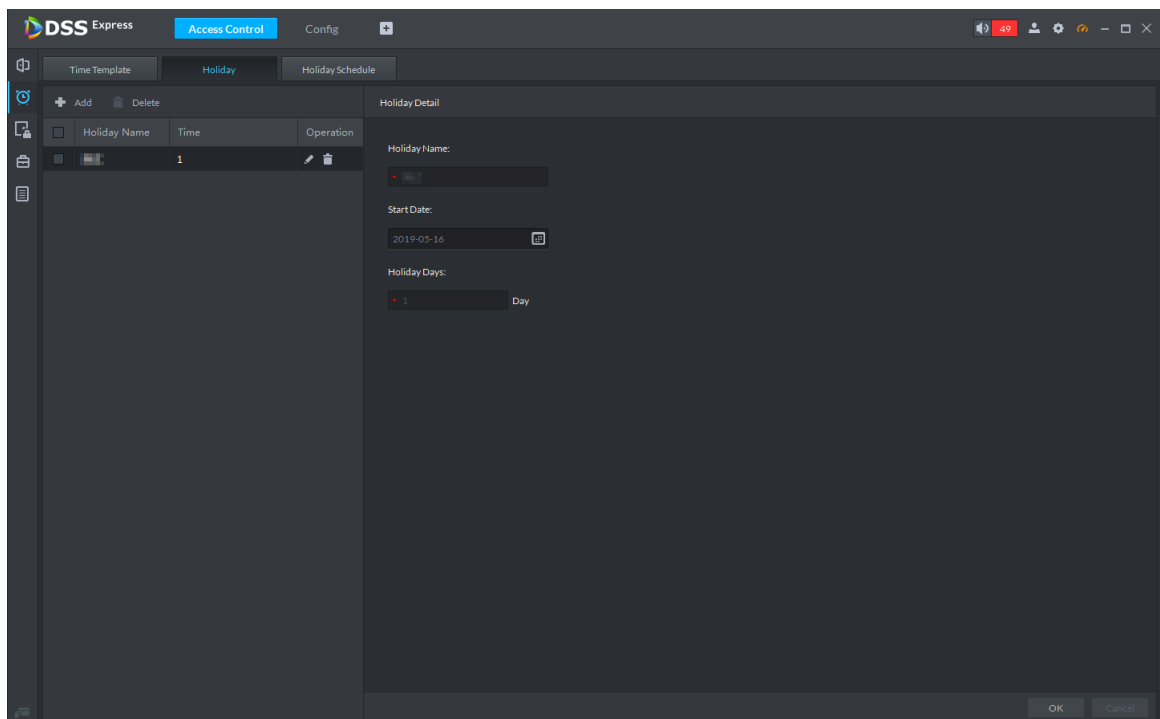 DSS Express Access Control Config 49
Time Template Holiday Holiday Schedule
Add Delete
Holiday Name Time Operation
1
Holiday Detail
Holiday Name:
Start Date:
2019-05-16
Holiday Days:
1 Day
OK Cancel